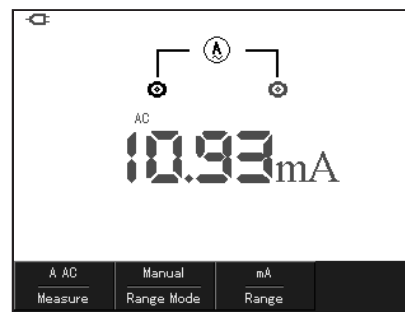 A
AC
10.93mA
A AC Manual mA
Measure Range Mode Range